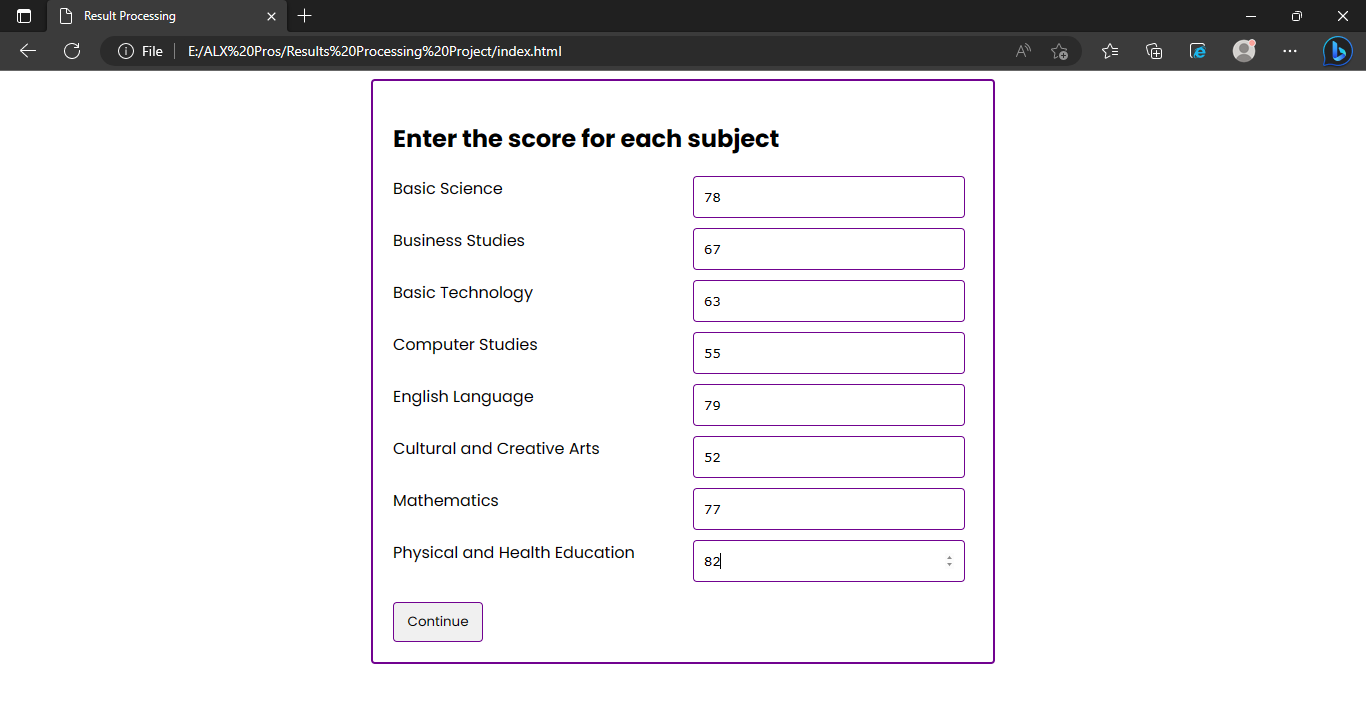 Result Processing
File
E:/ALX%20Pros/Results%20Processing%20Project/index.html
Enter the score for each subject
Basic Science 78
Business Studies 67
Basic Technology 63
Computer Studies 55
English Language 79
Cultural and Creative Arts 52
Mathematics 77
Physical and Health Education 82
Continue